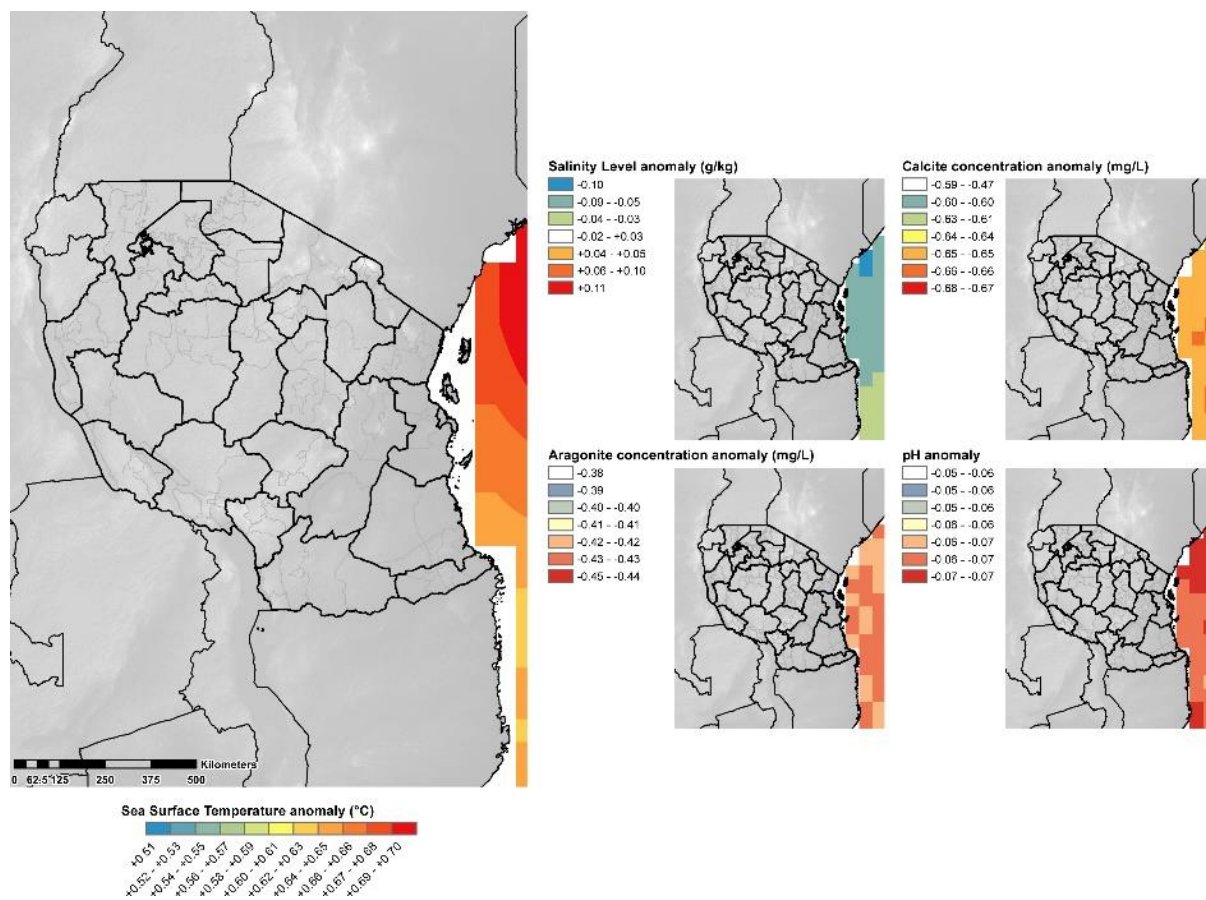 Salinity Level anomaly (g/kg)
-0.10
-0.09 - -0.05
-0.04 - -0.03
-0.02 - +0.03
+0.04 - +0.05
+0.06 - +0.10
+0.11
Calcite concentration anomaly (mg/L)
-0.59 - -0.47
-0.60 - -0.60
-0.63 - -0.61
-0.64 - -0.64
-0.65 - -0.65
-0.66 - -0.66
-0.68 - -0.67
Aragonite concentration anomaly (mg/L)
-0.38
-0.39
-0.40 - -0.40
-0.41 - -0.41
-0.42 - -0.42
-0.43 - -0.43
-0.45 - -0.44
pH anomaly
-0.05 - -0.06
-0.05 - -0.06
-0.05 - -0.06
-0.06 - -0.06
-0.06 - -0.07
-0.06 - -0.07
-0.07 - -0.07
Kilometers
0 62.5 125 250 375 500
Sea Surface Temperature anomaly (°C)
+0.51
+0.52 - +0.53
+0.54 - +0.55
+0.56 - +0.57
+0.58 - +0.59
+0.60 - +0.61
+0.62 - +0.63
+0.64 - +0.65
+0.66 - +0.66
+0.67 - +0.68
+0.69 - +0.70